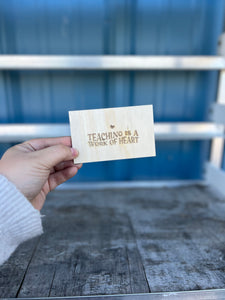 TEACHING IS A
WORK OF HEART